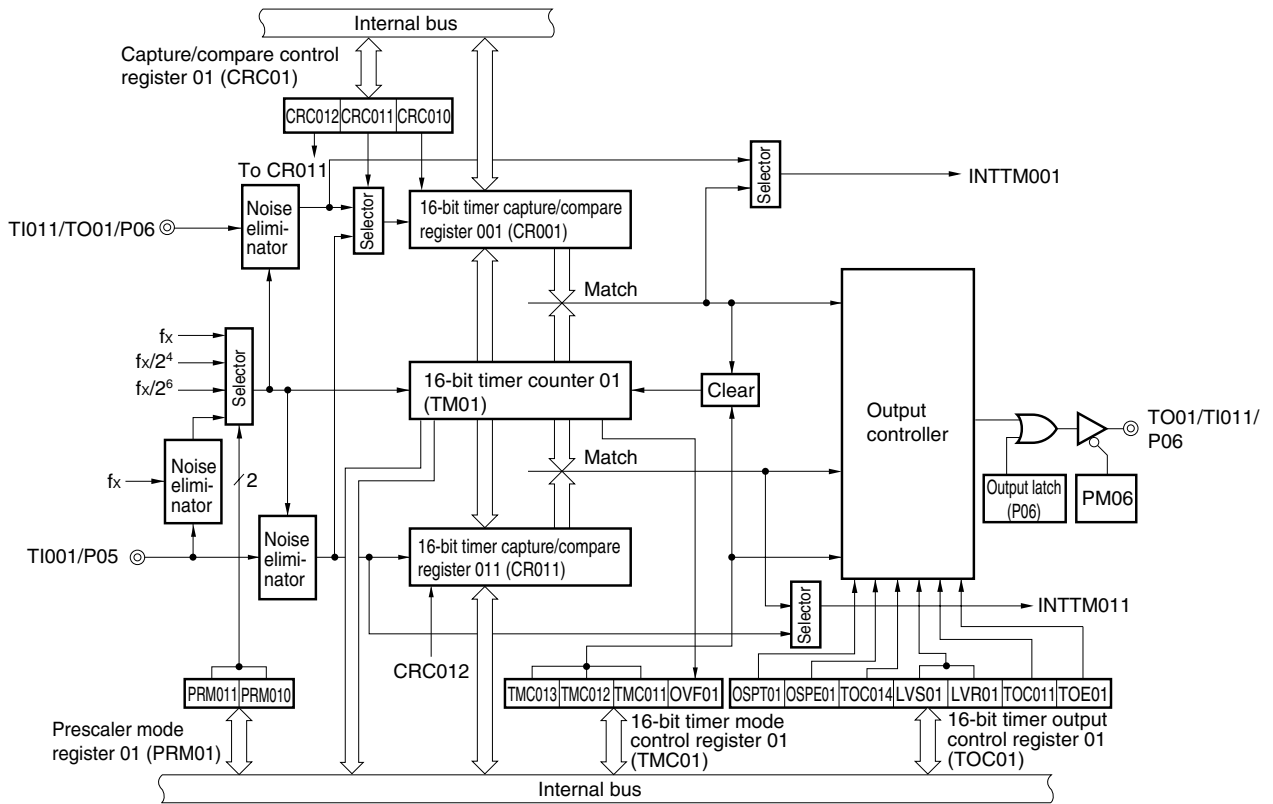 Internal bus
Capture/compare control
register 01 (CRC01)
CRC012 CRC011 CRC010
To CR011
TI011/TO01/P06
Noise
elimi-
nator
Selector
16-bit timer capture/compare
register 001 (CR001)
Selector
INTTM001
Match
fx
fx/2⁴
fx/2⁶
Selector
16-bit timer counter 01
(TM01)
Clear
Output
controller
TO01/TI011/
P06
fx
Noise
elimi-
nator
2
Match
Output latch
(P06)
PM06
TI001/P05
Noise
elimi-
nator
16-bit timer capture/compare
register 011 (CR011)
Selector
INTTM011
CRC012
PRM011 PRM010
TMC013 TMC012 TMC011 OVF01
OSPT01 OSPE01 TOC014 LVS01 LVR01 TOC011 TOE01
Prescaler mode
register 01 (PRM01)
16-bit timer mode
control register 01
(TMC01)
16-bit timer output
control register 01
(TOC01)
Internal bus